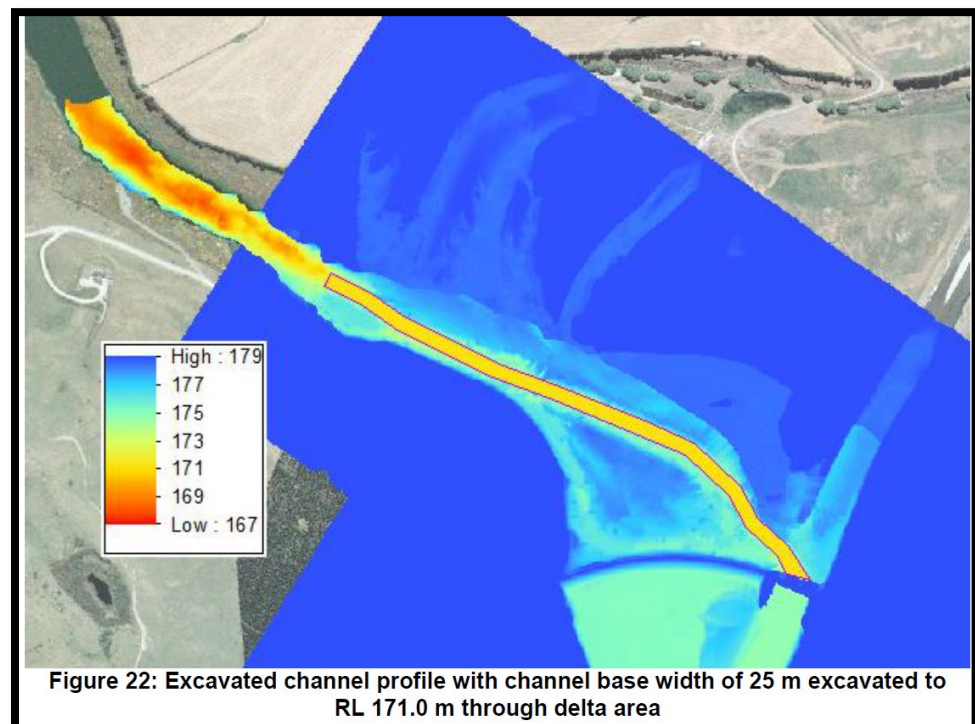 High : 179
177
175
173
171
169
Low : 167
Figure 22: Excavated channel profile with channel base width of 25 m excavated to
RL 171.0 m through delta area